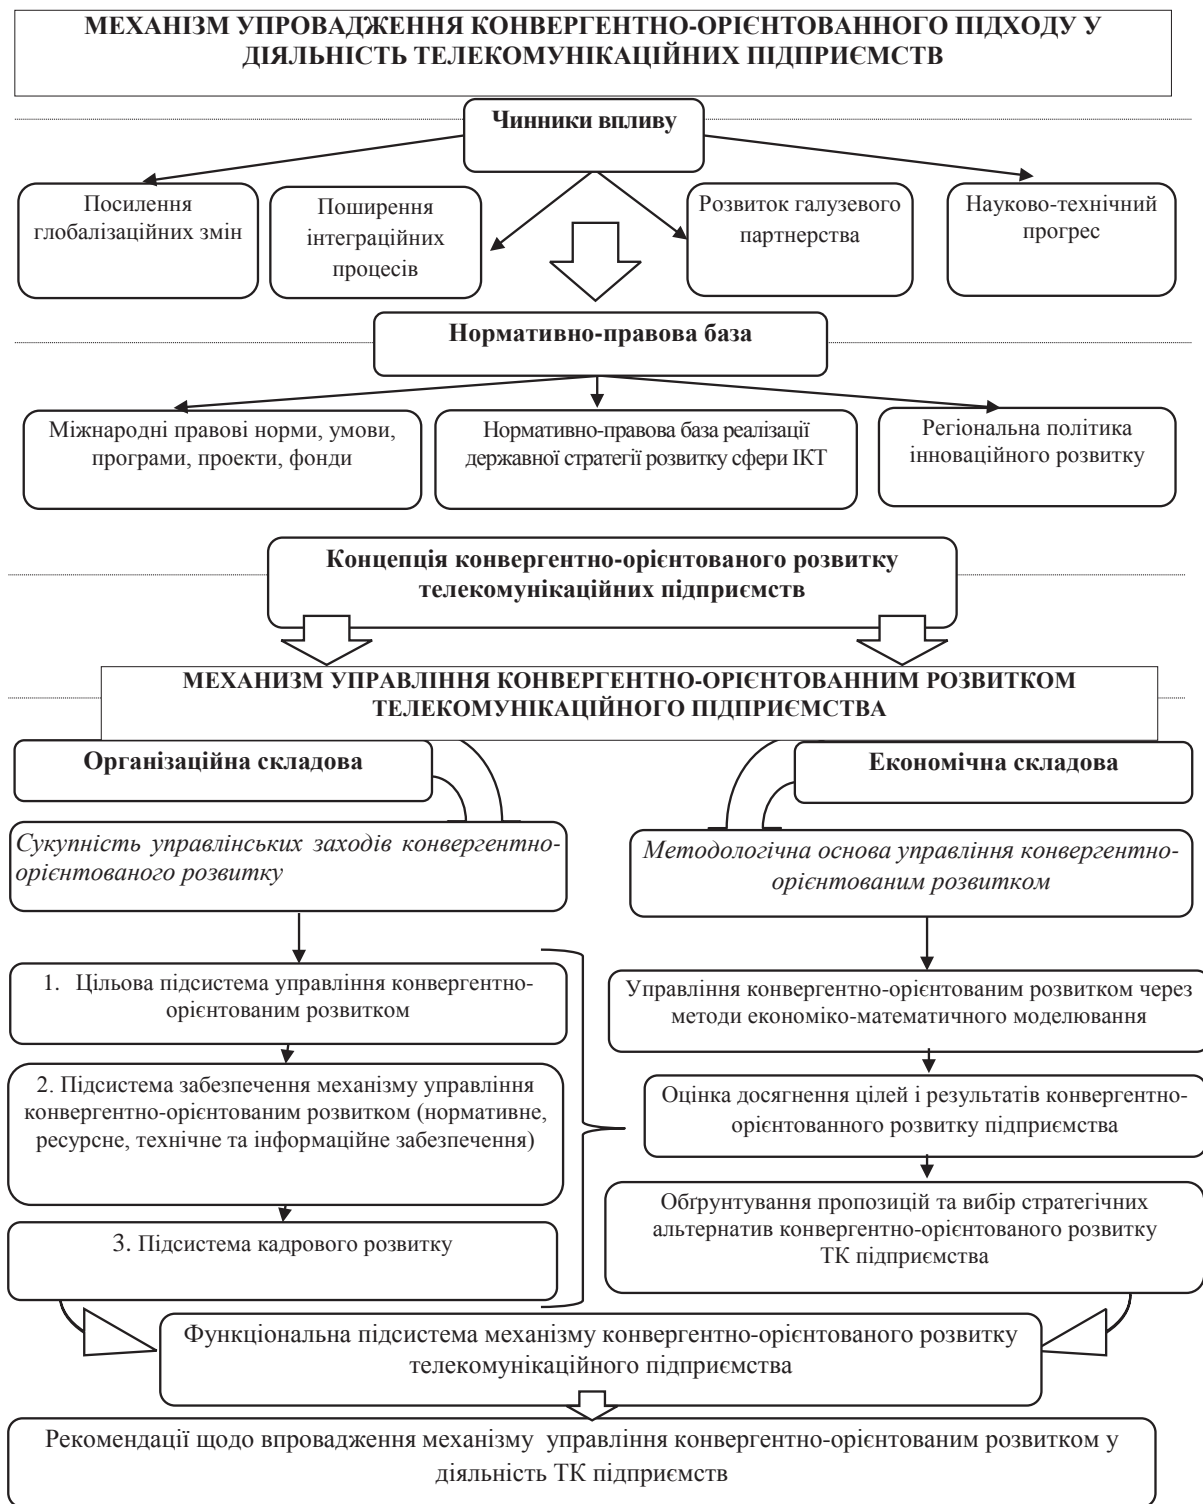 МЕХАНІЗМ УПРОВАДЖЕННЯ КОНВЕРГЕНТНО-ОРІЄНТОВАННОГО ПІДХОДУ У
ДІЯЛЬНІСТЬ ТЕЛЕКОМУНІКАЦІЙНИХ ПІДПРИЄМСТВ
Чинники впливу
Посилення
глобалізаційних змін
Поширення
інтеграційних
процесів
Розвиток галузевого
партнерства
Науково-технічний
прогрес
Нормативно-правова база
Міжнародні правові норми, умови,
програми, проекти, фонди
Нормативно-правова база реалізації
державної стратегії розвитку сфери ІКТ
Регіональна політика
інноваційного розвитку
Концепція конвергентно-орієнтованого розвитку
телекомунікаційних підприємств
МЕХАНИЗМ УПРАВЛІННЯ КОНВЕРГЕНТНО-ОРІЄНТОВАННИМ РОЗВИТКОМ
ТЕЛЕКОМУНІКАЦІЙНОГО ПІДПРИЄМСТВА
Організаційна складова
Економічна складова
Сукупність управлінських заходів конвергентно-
орієнтованого розвитку
Методологічна основа управління конвергентно-
орієнтованим розвитком
1. Цільова підсистема управління конвергентно-
орієнтованим розвитком
2. Підсистема забезпечення механізму управління
конвергентно-орієнтованим розвитком (нормативне,
ресурсне, технічне та інформаційне забезпечення)
3. Підсистема кадрового розвитку
Управління конвергентно-орієнтованим розвитком через
методи економіко-математичного моделювання
Оцінка досягнення цілей і результатів конвергентно-
орієнтованного розвитку підприємства
Обґрунтування пропозицій та вибір стратегічних
альтернатив конвергентно-орієнтованого розвитку
ТК підприємства
Функціональна підсистема механізму конвергентно-орієнтованого розвитку
телекомунікаційного підприємства
Рекомендації щодо впровадження механізму управління конвергентно-орієнтованим розвитком у
діяльність ТК підприємств